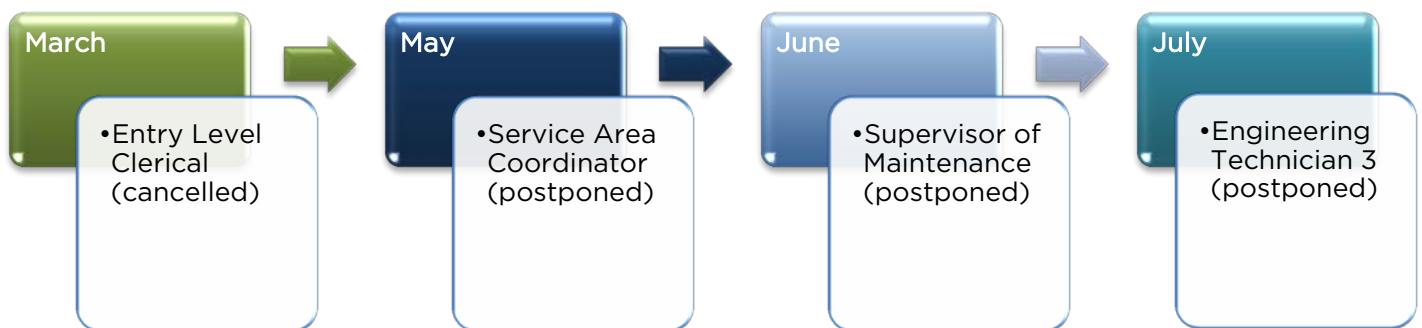 March
•Entry Level
Clerical
(cancelled)
May
•Service Area
Coordinator
(postponed)
June
•Supervisor of
Maintenance
(postponed)
July
•Engineering
Technician 3
(postponed)